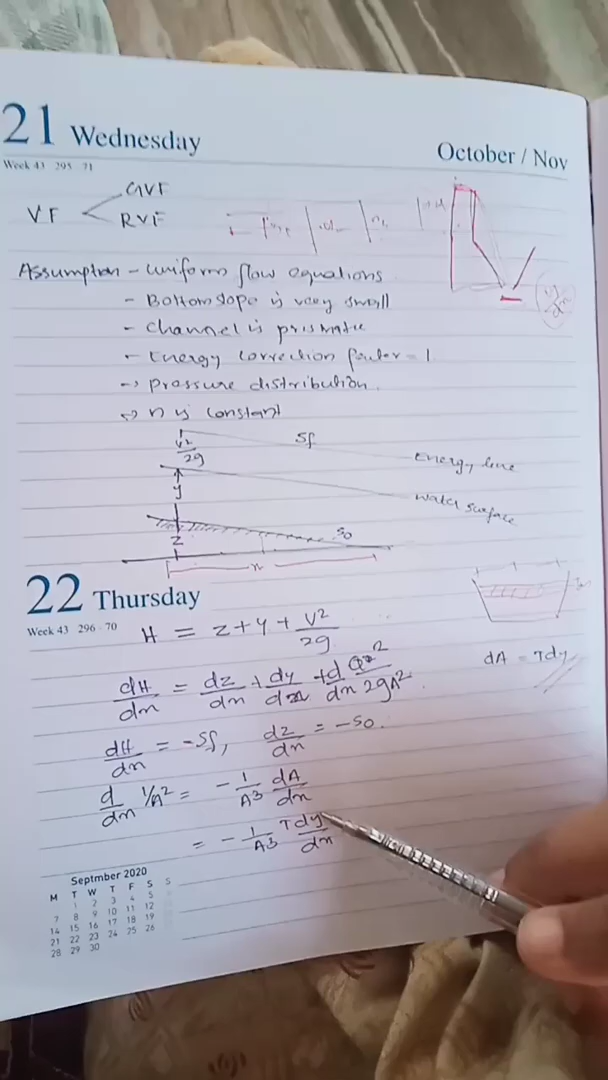 21 Wednesday
October / Nov
Week 43 295 - 71
GVF
VF < RVF
Assumption - Uniform flow equations
- Bottom slope is very small
- Channel is prismatic
- Energy correction factor = 1
→ Pressure distribution.
→ n is constant
Sf
V²/2g
Energy line
y
water surface
So
Z
x
22 Thursday
Week 43 296 - 70
H = Z + Y + V²/2g
dA = Tdy
dH/dx = dz/dx + dy/dx + d/dx Q²/2gA²
dH/dx = -Sf, dz/dx = -So.
d/dx 1/A² = -1/A3 dA/dx
= -1/A3 Tdy/dx
Septmber 2020
M T W T F S S
1 2 3 4 5
7 8 9 10 11 12
14 15 16 17 18 19
21 22 23 24 25 26
28 29 30